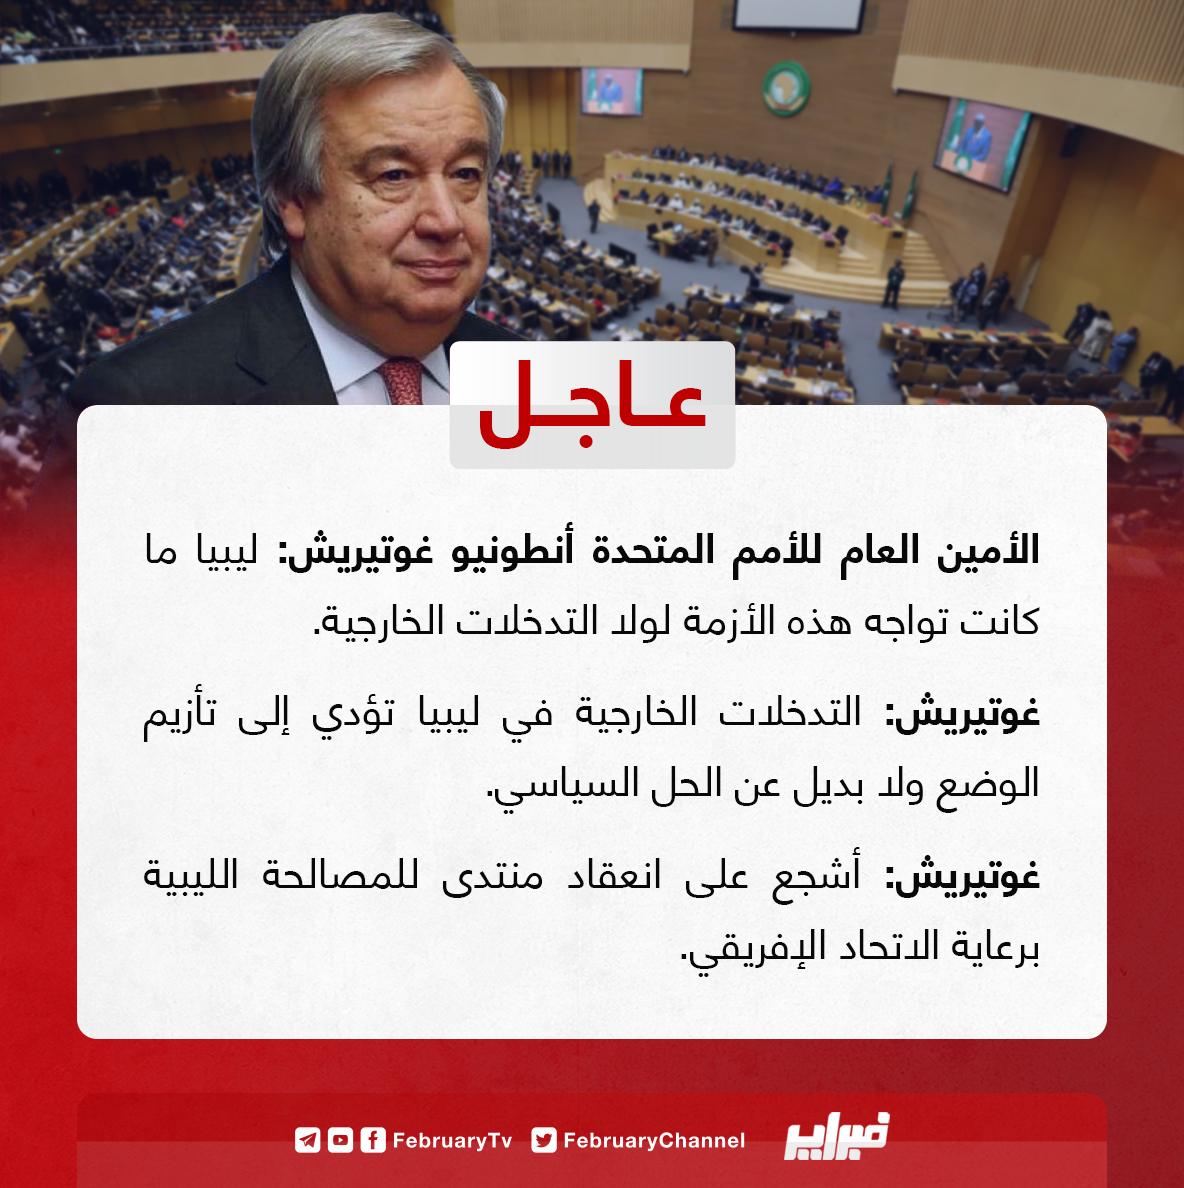 عاجل
الأمين العام للأمم المتحدة أنطونيو غوتيريش: ليبيا ما
كانت تواجه هذه الأزمة لولا التدخلات الخارجية.
غوتيريش: التدخلات الخارجية في ليبيا تؤدي إلى تأزيم
الوضع ولا بديل عن الحل السياسي.
غوتيريش: أشجع على انعقاد منتدى للمصالحة الليبية
برعاية الاتحاد الإفريقي.
FebruaryTv FebruaryChannel فبراير